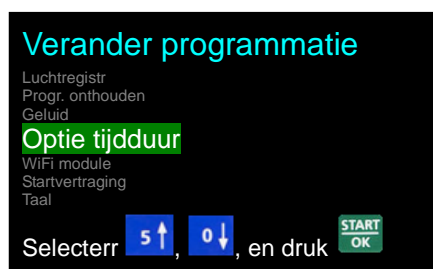 Verander programmatie
Luchtregistr
Progr. onthouden
Geluid
Optie tijdduur
WiFi module
Startvertraging
Taal
Selecterr 5↑, 0↓, en druk START OK